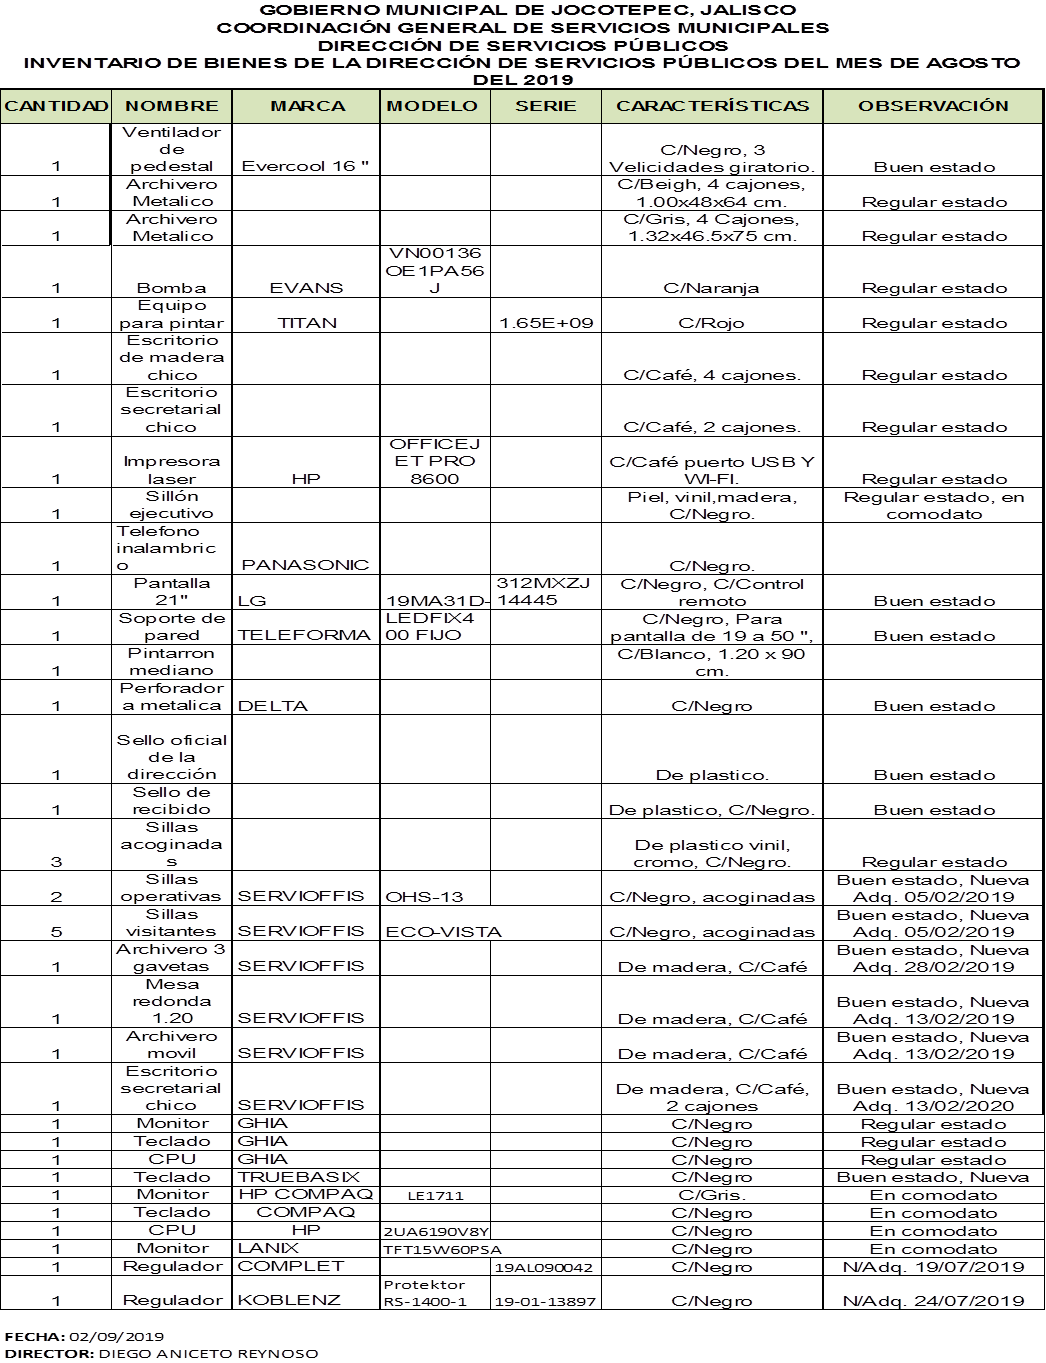 GOBIERNO MUNICIPAL DE JOCOTEPEC, JALISCO
COORDINACIÓN GENERAL DE SERVICIOS MUNICIPALES
DIRECCIÓN DE SERVICIOS PÚBLICOS
INVENTARIO DE BIENES DE LA DIRECCIÓN DE SERVICIOS PÚBLICOS DEL MES DE AGOSTO
DEL 2019
CANTIDAD NOMBRE MARCA MODELO SERIE CARACTERÍSTICAS OBSERVACIÓN
1 Ventilador de pedestal Evercool 16 " C/Negro, 3 Velicidades giratorio. Buen estado
1 Archivero Metalico C/Beigh, 4 cajones, 1.00x48x64 cm. Regular estado
1 Archivero Metalico C/Gris, 4 Cajones, 1.32x46.5x75 cm. Regular estado
1 Bomba EVANS VN00136OE1PA56J C/Naranja Regular estado
1 Equipo para pintar TITAN 1.65E+09 C/Rojo Regular estado
1 Escritorio de madera chico C/Café, 4 cajones. Regular estado
1 Escritorio secretarial chico C/Café, 2 cajones. Regular estado
1 Impresora laser HP OFFICEJET PRO 8600 C/Café puerto USB Y WI-FI. Regular estado
1 Sillón ejecutivo Piel, vinil,madera, C/Negro. Regular estado, en comodato
1 Telefono inalambrico PANASONIC C/Negro.
1 Pantalla 21" LG 19MA31D- 312MXZJ14445 C/Negro, C/Control remoto Buen estado
1 Soporte de pared TELEFORMA LEDFIX400 FIJO C/Negro, Para pantalla de 19 a 50 ", Buen estado
1 Pintarron mediano C/Blanco, 1.20 x 90 cm.
1 Perforadora metalica DELTA C/Negro Buen estado
1 Sello oficial de la dirección De plastico. Buen estado
1 Sello de recibido De plastico, C/Negro. Buen estado
3 Sillas acoginadas De plastico vinil, cromo, C/Negro. Regular estado
2 Sillas operativas SERVIOFFIS OHS-13 C/Negro, acoginadas Buen estado, Nueva Adq. 05/02/2019
5 Sillas visitantes SERVIOFFIS ECO-VISTA C/Negro, acoginadas Buen estado, Nueva Adq. 05/02/2019
1 Archivero 3 gavetas SERVIOFFIS De madera, C/Café Buen estado, Nueva Adq. 28/02/2019
1 Mesa redonda 1.20 SERVIOFFIS De madera, C/Café Buen estado, Nueva Adq. 13/02/2019
1 Archivero movil SERVIOFFIS De madera, C/Café Buen estado, Nueva Adq. 13/02/2019
1 Escritorio secretarial chico SERVIOFFIS De madera, C/Café, 2 cajones Buen estado, Nueva Adq. 13/02/2020
1 Monitor GHIA C/Negro Regular estado
1 Teclado GHIA C/Negro Regular estado
1 CPU GHIA C/Negro Regular estado
1 Teclado TRUEBASIX C/Negro Buen estado, Nueva
1 Monitor HP COMPAQ LE1711 C/Gris. En comodato
1 Teclado COMPAQ C/Negro En comodato
1 CPU HP 2UA6190V8Y C/Negro En comodato
1 Monitor LANIX TFT15W60PSA C/Negro En comodato
1 Regulador COMPLET 19AL090042 C/Negro N/Adq. 19/07/2019
1 Regulador KOBLENZ Protektor RS-1400-1 19-01-13897 C/Negro N/Adq. 24/07/2019
FECHA: 02/09/2019
DIRECTOR: DIEGO ANICETO REYNOSO